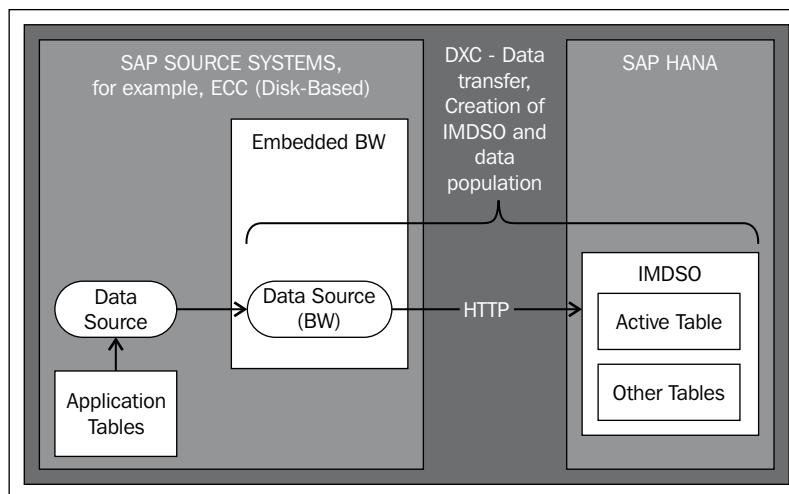 SAP SOURCE SYSTEMS,
for example, ECC (Disk-Based)
Embedded BW
DXC - Data
transfer,
Creation of
IMDSO and
data
population
SAP HANA
Data
Source
Data Source
(BW)
HTTP
IMDSO
Active Table
Other Tables
Application
Tables